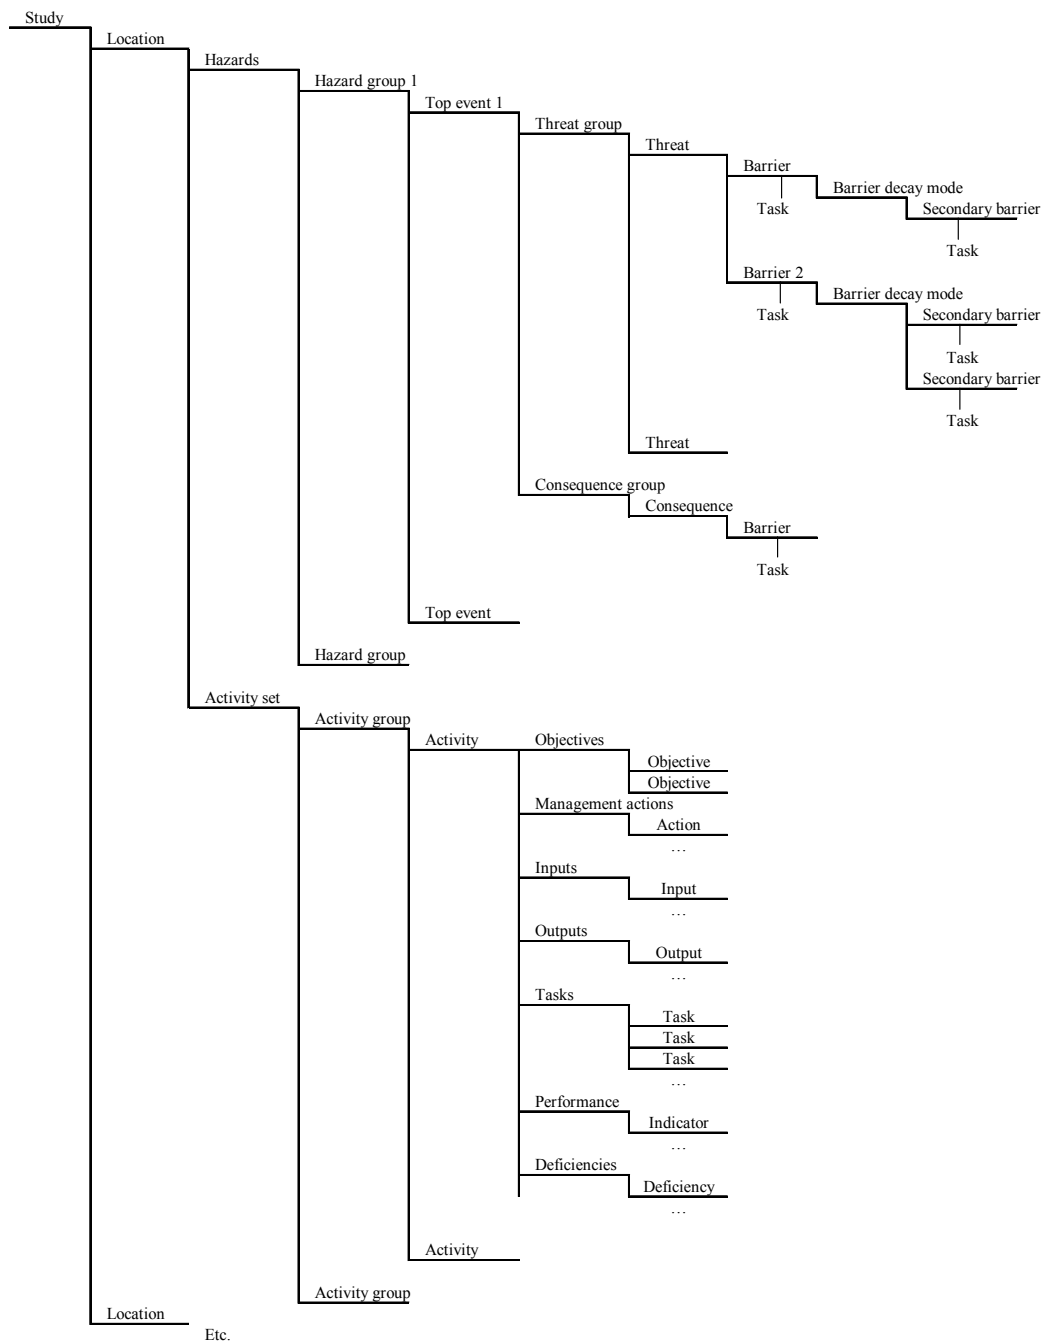 Study
Location
Hazards
Hazard group 1
Top event 1
Threat group
Threat
Barrier
Task
Barrier decay mode
Secondary barrier
Task
Barrier 2
Task
Barrier decay mode
Secondary barrier
Task
Secondary barrier
Task
Threat
Consequence group
Consequence
Barrier
Task
Top event
Hazard group
Activity set
Activity group
Activity
Objectives
Objective
Objective
Management actions
Action
…
Inputs
Input
…
Outputs
Output
…
Tasks
Task
Task
Task
…
Performance
Indicator
…
Deficiencies
Deficiency
…
Activity
Activity group
Location
Etc.